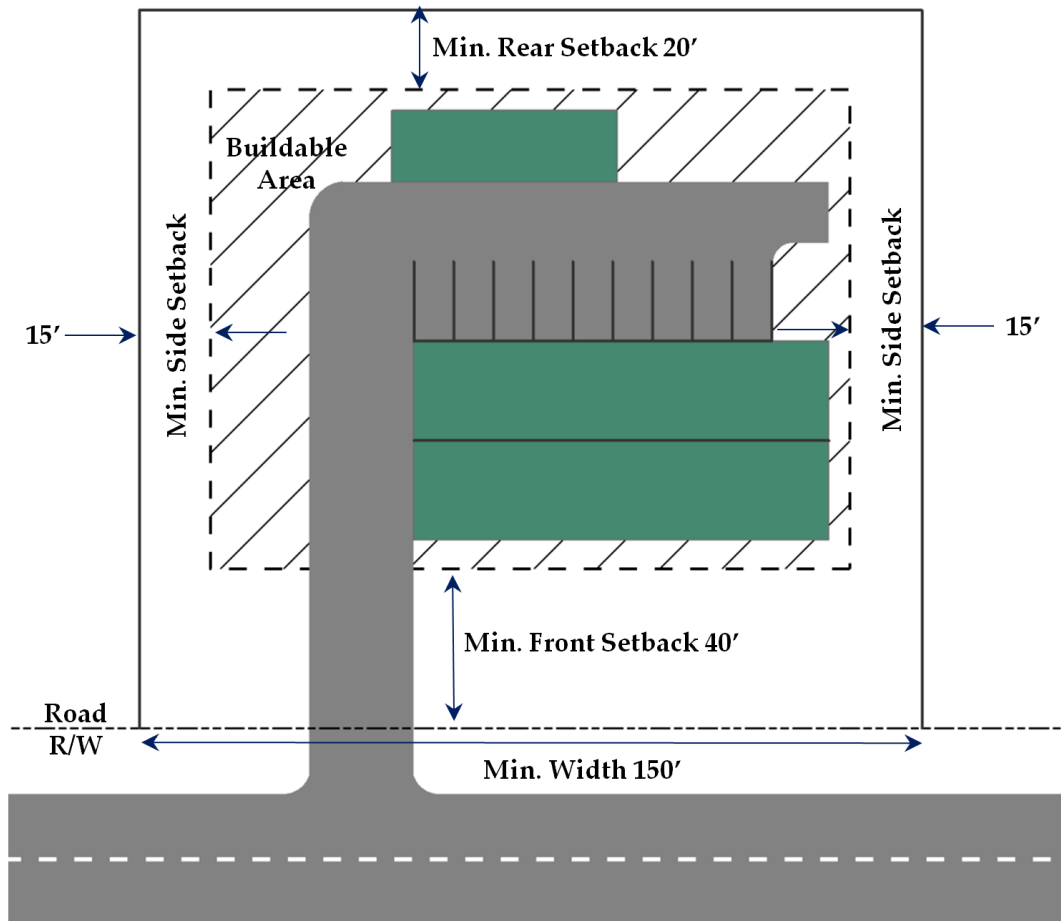 Min. Rear Setback 20’
Buildable
Area
Min. Side Setback
Min. Side Setback
15’
15’
Min. Front Setback 40’
Road
R/W
Min. Width 150’